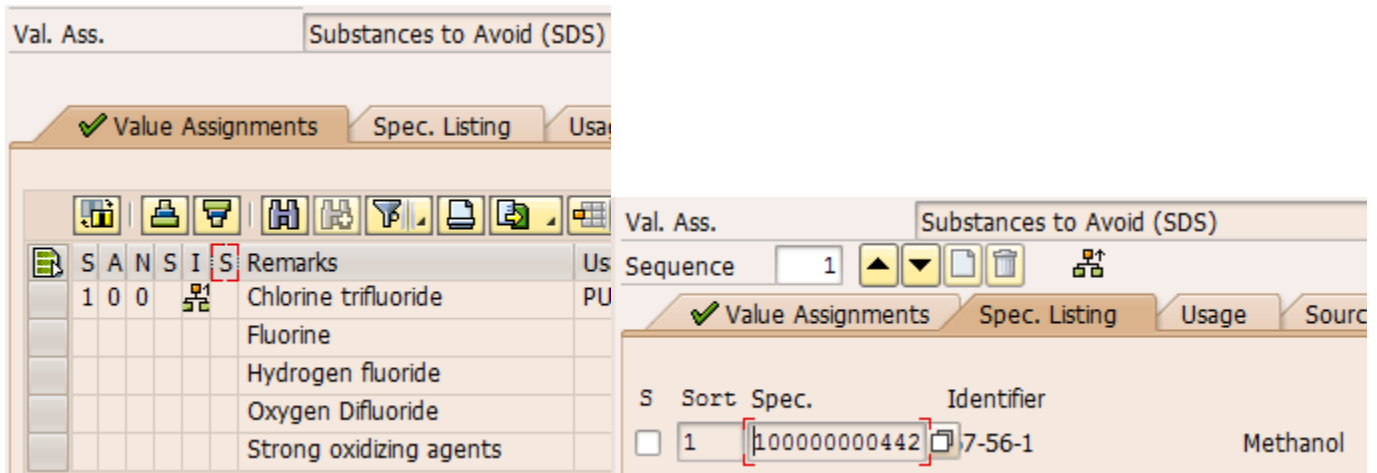 Val. Ass. Substances to Avoid (SDS)
Value Assignments Spec. Listing
S A N S I S Remarks
1 0 0 Chlorine trifluoride PU
Fluorine
Hydrogen fluoride
Oxygen Difluoride
Strong oxidizing agents
Val. Ass. Substances to Avoid (SDS)
Sequence 1
Value Assignments Spec. Listing Usage
S Sort Spec. Identifier
1 100000000442 7-56-1 Methanol